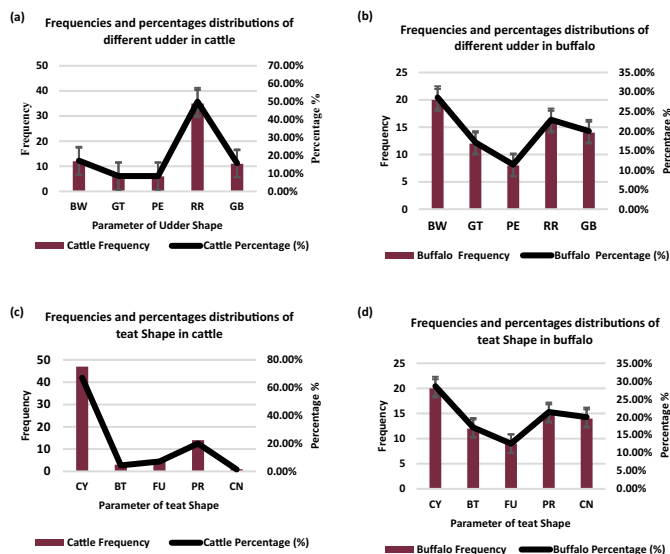 (a)
Frequencies and percentages distributions of
different udder in cattle
50
40
30
20
10
0
Frequency
70.00%
60.00%
50.00%
40.00%
30.00%
20.00%
10.00%
0.00%
Percentage %
BW GT PE RR GB
Parameter of Udder Shape
Cattle Frequency Cattle Percentage (%)
(b)
Frequencies and percentages distributions of
different udder in buffalo
25
20
15
10
5
0
Frequency
35.00%
30.00%
25.00%
20.00%
15.00%
10.00%
5.00%
0.00%
Percentage %
BW GT PE RR GB
Parameter of Udder Shape
Buffalo Frequency Buffalo Percentage (%)
(c)
Frequencies and percentages distributions of
teat Shape in cattle
50
40
30
20
10
0
Frequency
80.00%
60.00%
40.00%
20.00%
0.00%
Percentage %
CY BT FU PR CN
Parameter of teat Shape
Cattle Frequency Cattle Percentage (%)
(d)
Frequencies and percentages distributions of
teat Shape in buffalo
25
20
15
10
5
0
Frequency
35.00%
30.00%
25.00%
20.00%
15.00%
10.00%
5.00%
0.00%
Percentage %
CY BT FU PR CN
Parameter of teat Shape
Buffalo Frequency Buffalo Percentage (%)